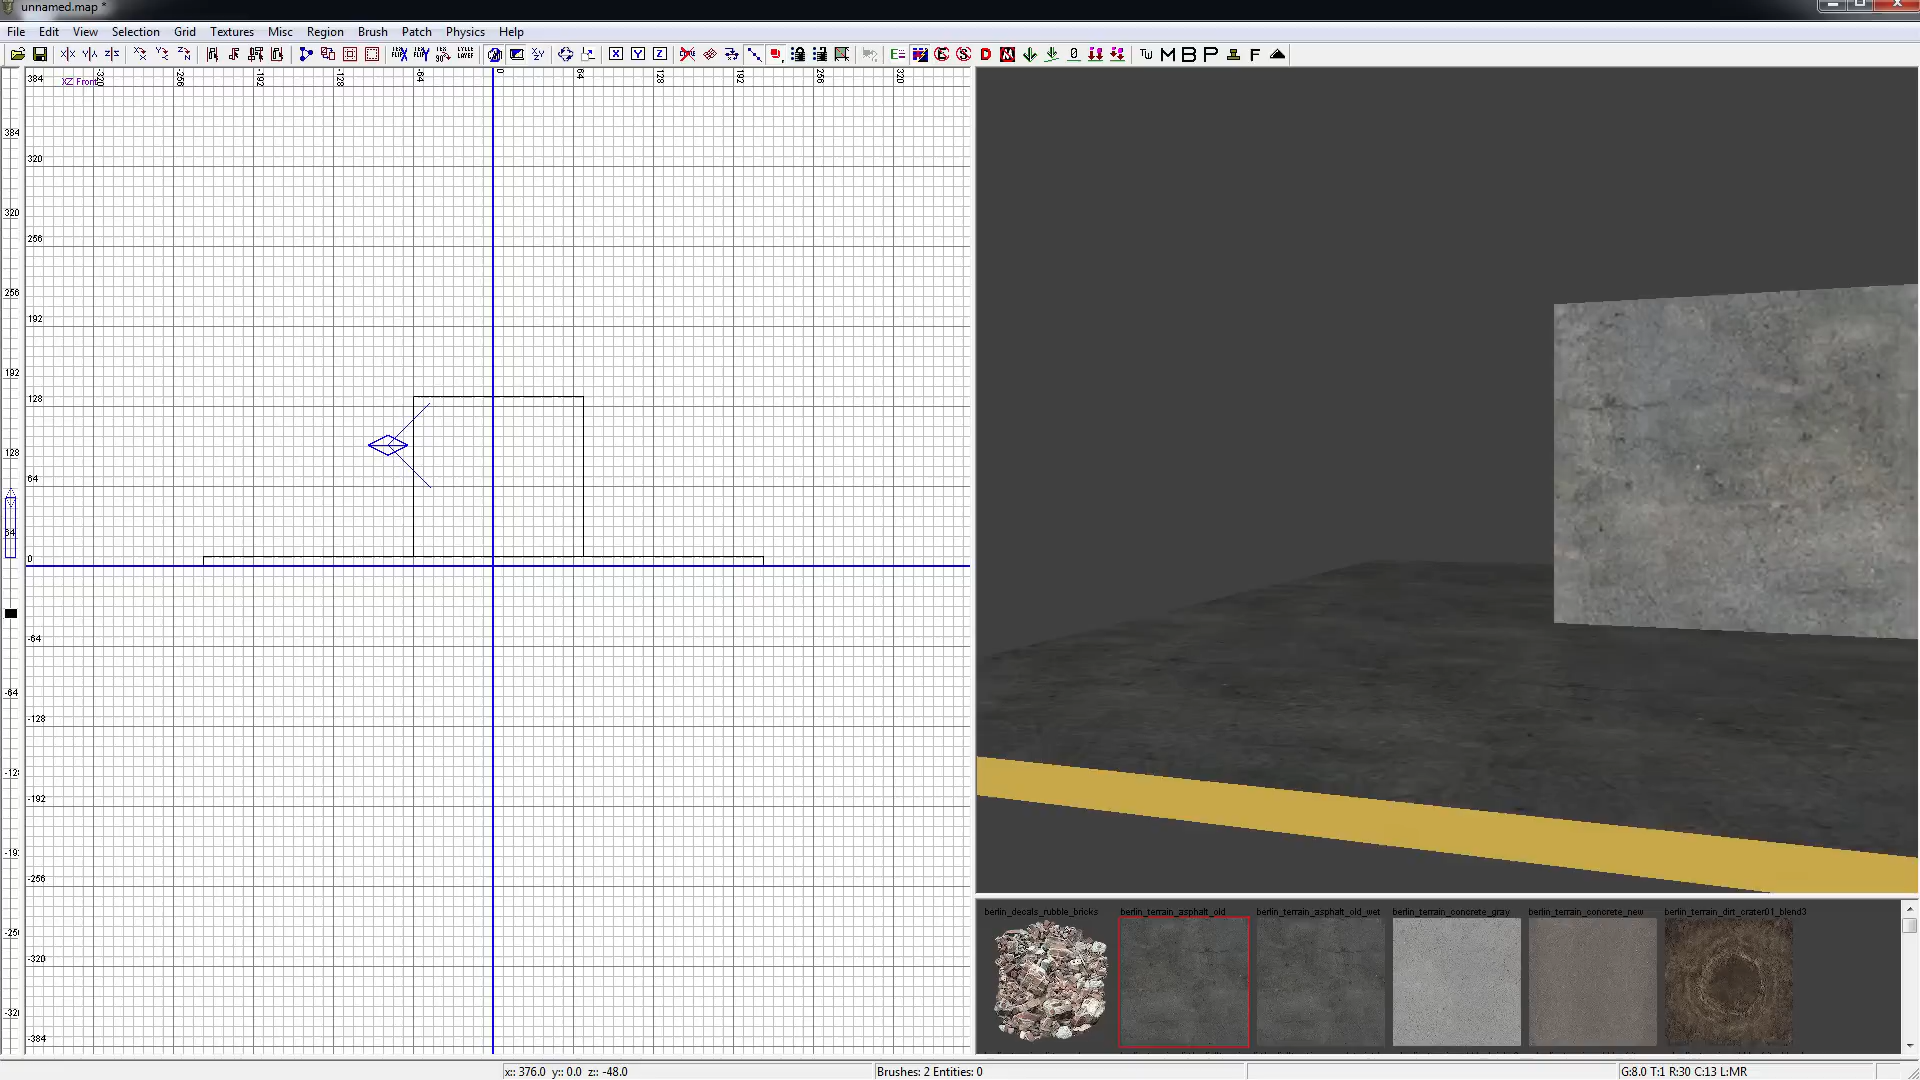 unnamed.map *
File Edit View Selection Grid Textures Misc Region Brush Patch Physics Help
TW M B P F
XZ Front
-320 -256 -192 -128 -64 0 64 128 192 256 320
384
384
320
320
256
256
192
192
128
128
64
64
0
-64
-64
-128
-192
-256
-320
-384
berlin_decals_rubble_bricks berlin_terrain_asphalt_old berlin_terrain_asphalt_old_wet berlin_terrain_concrete_gray berlin_terrain_concrete_new berlin_terrain_dirt_crater01_blend3
x:: 376.0 y:: 0.0 z:: -48.0 Brushes: 2 Entities: 0 G:8.0 T:1 R:30 C:13 L:MR